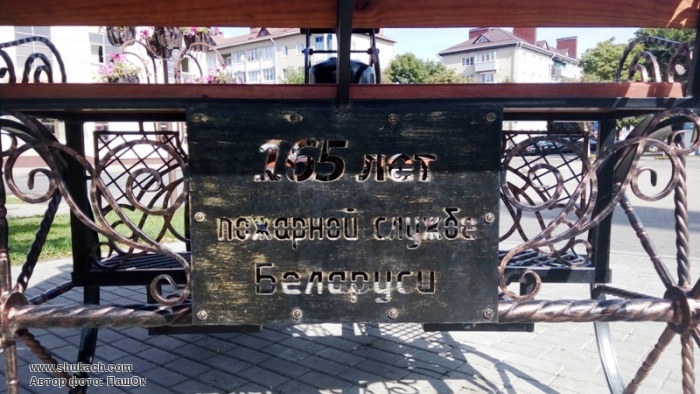 165 лет
пожарной службе
Беларуси
www.shukach.com
Автор фото: ПашОк